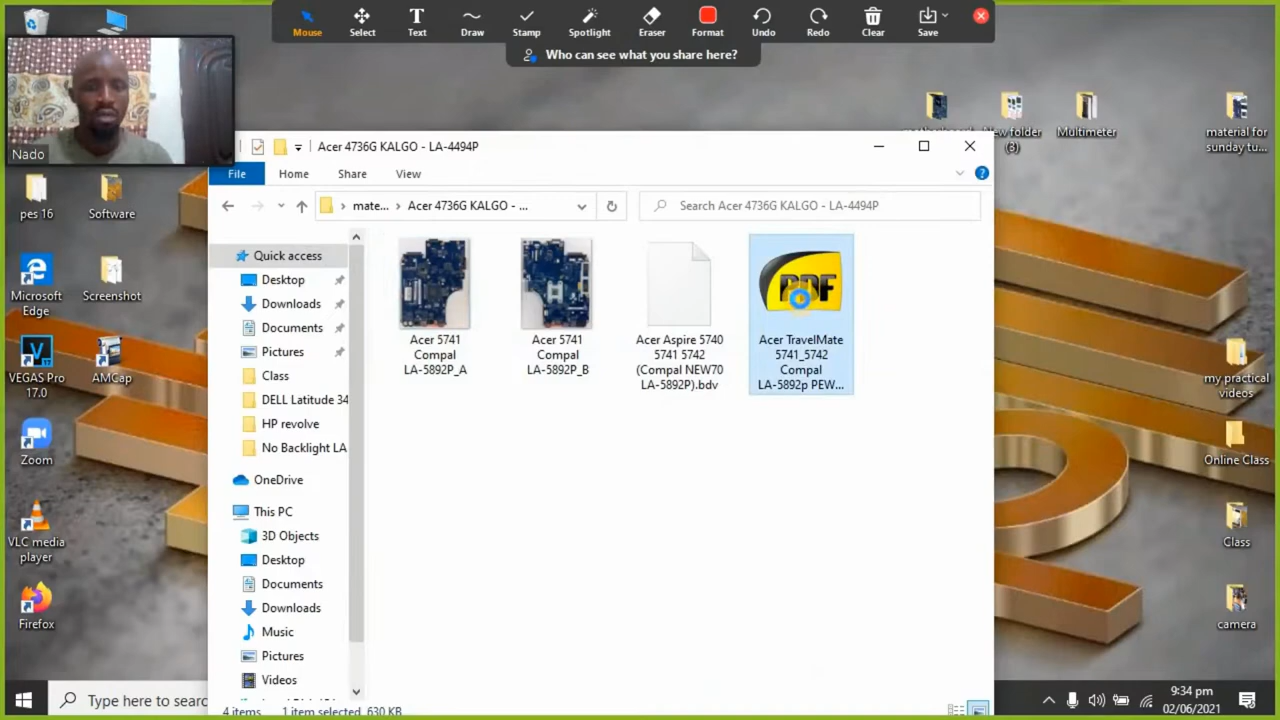 Mouse
Select
Text
Draw
Stamp
Spotlight
Eraser
Format
Undo
Redo
Clear
Save
Who can see what you share here?
Nado
New folder (3)
Multimeter
material for
sunday tu...
pes 16
Software
Microsoft
Edge
Screenshot
VEGAS Pro
17.0
AMCap
Zoom
VLC media
player
Firefox
my practical
videos
Online Class
Class
camera
Acer 4736G KALGO - LA-4494P
File
Home
Share
View
mate...
Acer 4736G KALGO - ...
Search Acer 4736G KALGO - LA-4494P
Quick access
Desktop
Downloads
Documents
Pictures
Class
DELL Latitude 34
HP revolve
No Backlight LA
OneDrive
This PC
3D Objects
Desktop
Documents
Downloads
Music
Pictures
Videos
Acer 5741
Compal
LA-5892P_A
Acer 5741
Compal
LA-5892P_B
Acer Aspire 5740
5741 5742
(Compal NEW70
LA-5892P).bdv
PDF
Acer TravelMate
5741_5742
Compal
LA-5892p PEW...
4 items
1 item selected, 630 KB
Type here to searc
9:34 pm
02/06/2021